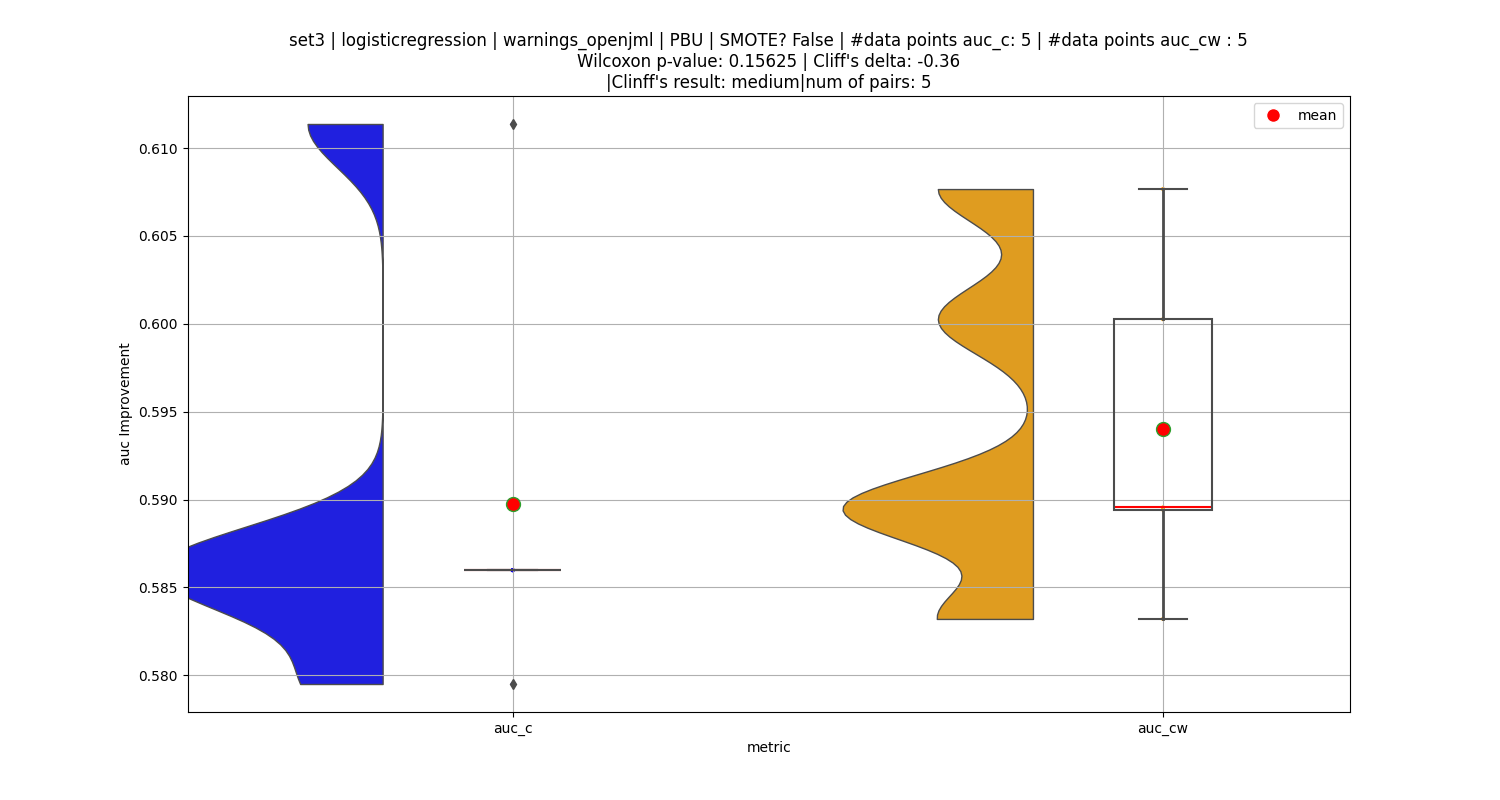 set3 | logisticregression | warnings_openjml | PBU | SMOTE? False | #data points auc_c: 5 | #data points auc_cw : 5
Wilcoxon p-value: 0.15625 | Cliff's delta: -0.36
|Clinff's result: medium|num of pairs: 5
mean
0.610
0.605
0.600
0.595
0.590
0.585
0.580
auc Improvement
auc_c
auc_cw
metric